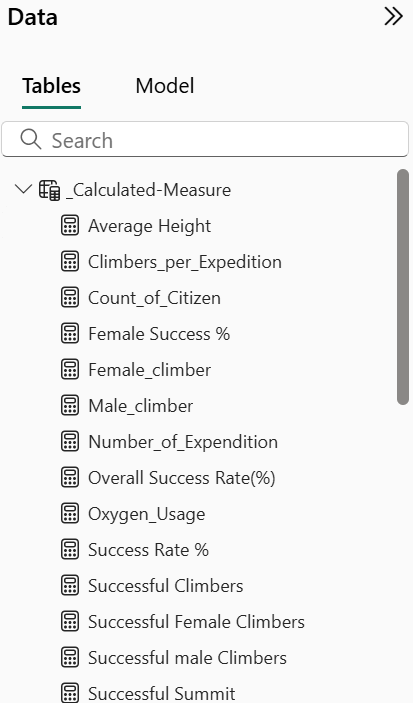 Data
Tables Model
Search
_Calculated-Measure
Average Height
Climbers_per_Expedition
Count_of_Citizen
Female Success %
Female_climber
Male_climber
Number_of_Expendition
Overall Success Rate(%)
Oxygen_Usage
Success Rate %
Successful Climbers
Successful Female Climbers
Successful male Climbers
Successful Summit